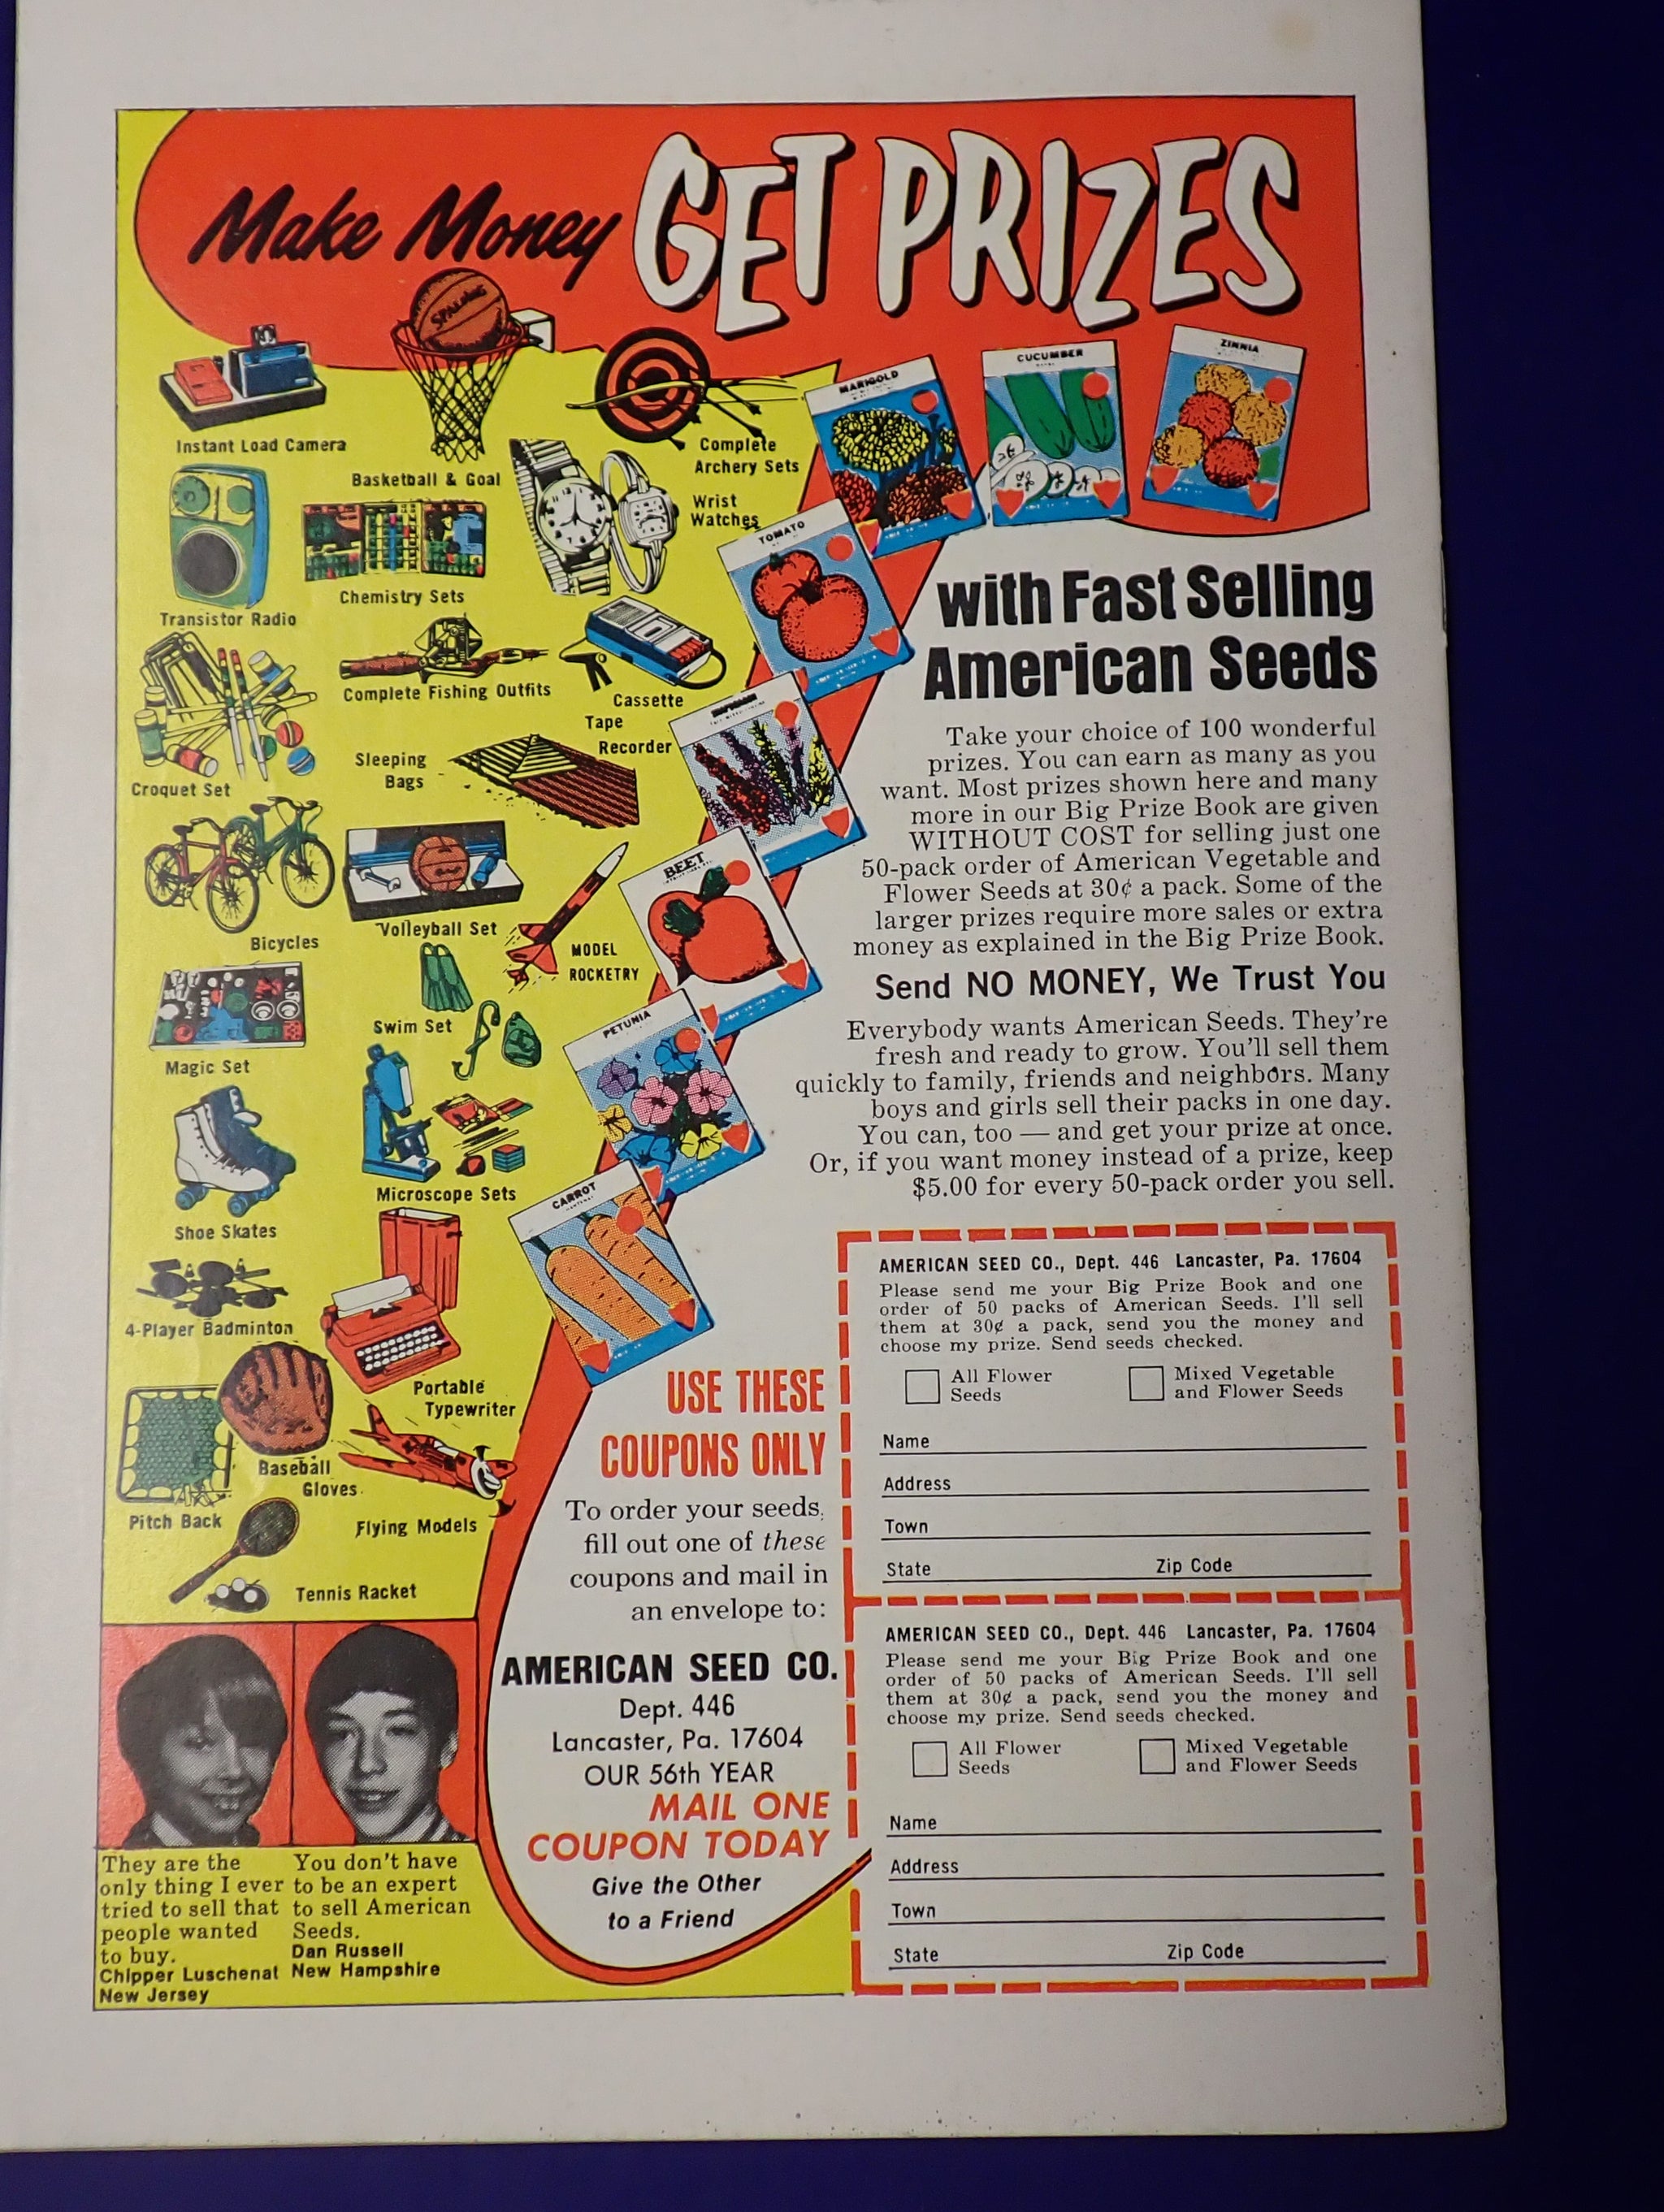 Make Money GET PRIZES
SPALDING
Instant Load Camera
Basketball & Goal
Complete
Archery Sets
Wrist
Watches
Transistor Radio
Chemistry Sets
Complete Fishing Outfits
Cassette
Tape
Recorder
Croquet Set
Sleeping
Bags
Bicycles
Volleyball Set
MODEL
ROCKETRY
Magic Set
Swim Set
Shoe Skates
Microscope Sets
4-Player Badminton
Portable
Typewriter
Baseball
Gloves
Pitch Back
Flying Models
Tennis Racket
MARIGOLD
CUCUMBER
ZINNIA
TOMATO
BEET
PETUNIA
CARROT
with Fast Selling
American Seeds
Take your choice of 100 wonderful
prizes. You can earn as many as you
want. Most prizes shown here and many
more in our Big Prize Book are given
WITHOUT COST for selling just one
50-pack order of American Vegetable and
Flower Seeds at 30¢ a pack. Some of the
larger prizes require more sales or extra
money as explained in the Big Prize Book.
Send NO MONEY, We Trust You
Everybody wants American Seeds. They're
fresh and ready to grow. You'll sell them
quickly to family, friends and neighbors. Many
boys and girls sell their packs in one day.
You can, too — and get your prize at once.
Or, if you want money instead of a prize, keep
$5.00 for every 50-pack order you sell.
USE THESE
COUPONS ONLY
To order your seeds,
fill out one of these
coupons and mail in
an envelope to:
AMERICAN SEED CO.
Dept. 446
Lancaster, Pa. 17604
OUR 56th YEAR
MAIL ONE
COUPON TODAY
Give the Other
to a Friend
AMERICAN SEED CO., Dept. 446 Lancaster, Pa. 17604
Please send me your Big Prize Book and one
order of 50 packs of American Seeds. I'll sell
them at 30¢ a pack, send you the money and
choose my prize. Send seeds checked.
All Flower
Seeds
Mixed Vegetable
and Flower Seeds
Name
Address
Town
State Zip Code
AMERICAN SEED CO., Dept. 446 Lancaster, Pa. 17604
Please send me your Big Prize Book and one
order of 50 packs of American Seeds. I'll sell
them at 30¢ a pack, send you the money and
choose my prize. Send seeds checked.
All Flower
Seeds
Mixed Vegetable
and Flower Seeds
Name
Address
Town
State Zip Code
They are the
only thing I ever
tried to sell that
people wanted
to buy.
Chipper Luschenat
New Jersey
You don't have
to be an expert
to sell American
Seeds.
Dan Russell
New Hampshire